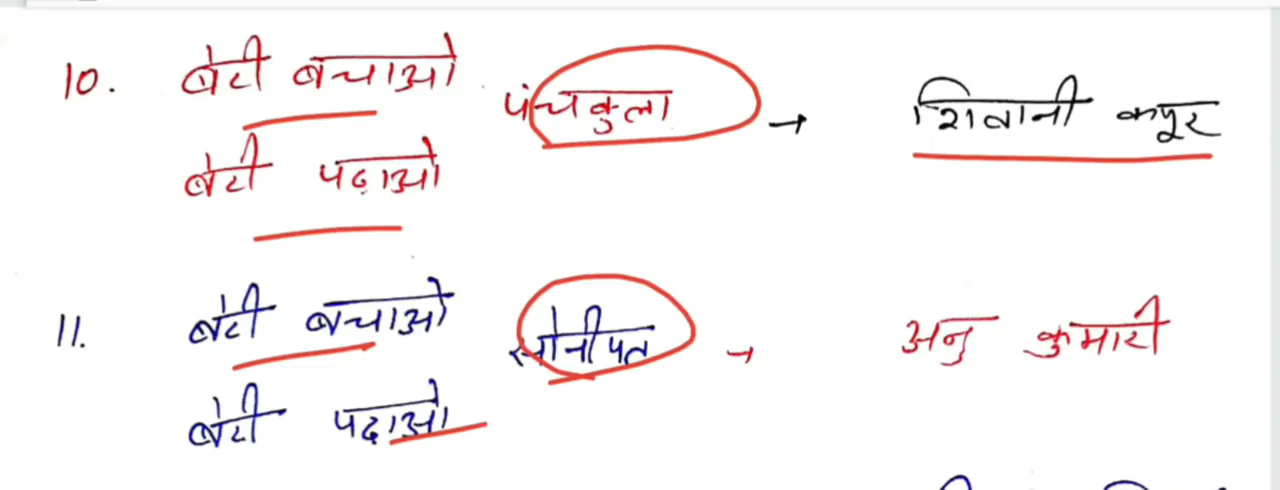 10. बेटी बचाओ पंचकुला → शिवानी कपूर
बेटी पढ़ाओ
11. बेटी बचाओ सोनीपत → अनु कुमारी
बेटी पढाओ